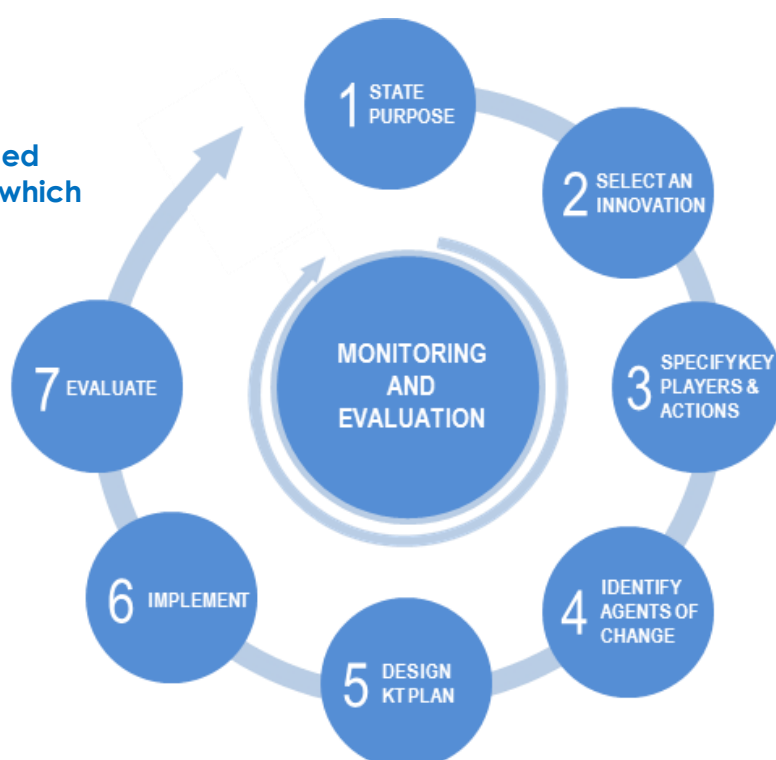 ed
which
1 STATE
PURPOSE
2 SELECT AN
INNOVATION
3 SPECIFY KEY
PLAYERS &
ACTIONS
4 IDENTIFY
AGENTS OF
CHANGE
5 DESIGN
KT PLAN
6 IMPLEMENT
7 EVALUATE
MONITORING
AND
EVALUATION